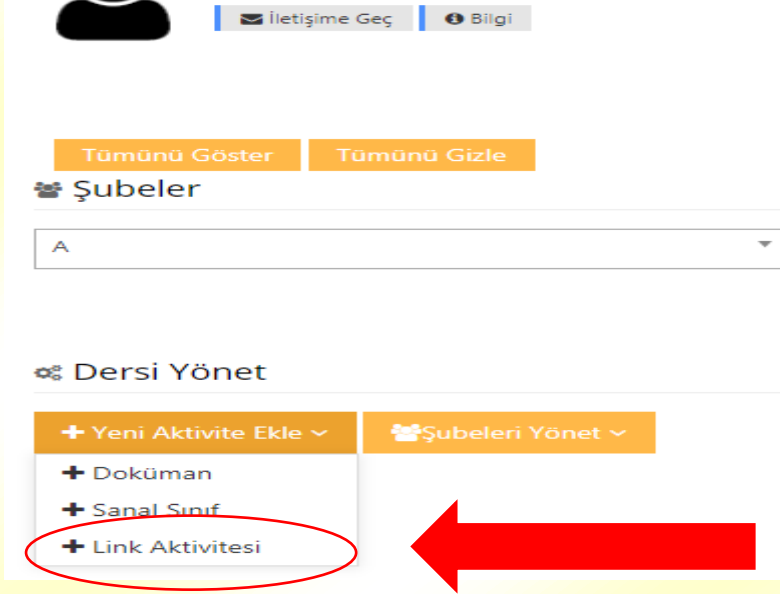 İletişime Geç Bilgi
Tümünü Göster Tümünü Gizle
Şubeler
A
Dersi Yönet
Yeni Aktivite Ekle Şubeleri Yönet
Doküman
Sanal Sınıf
Link Aktivitesi